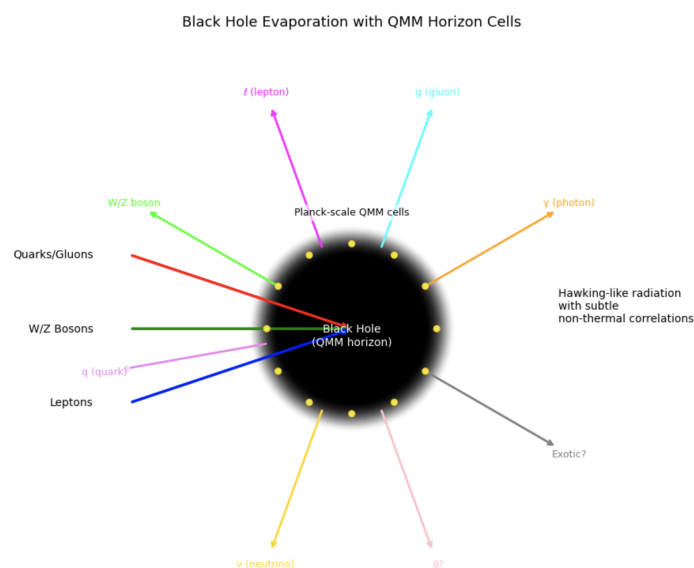 Black Hole Evaporation with QMM Horizon Cells
ℓ (lepton)
g (gluon)
W/Z boson
γ (photon)
Planck-scale QMM cells
Quarks/Gluons
Hawking-like radiation
with subtle
non-thermal correlations
W/Z Bosons
Black Hole
(QMM horizon)
q (quark)
Leptons
Exotic?
ν (neutrino)